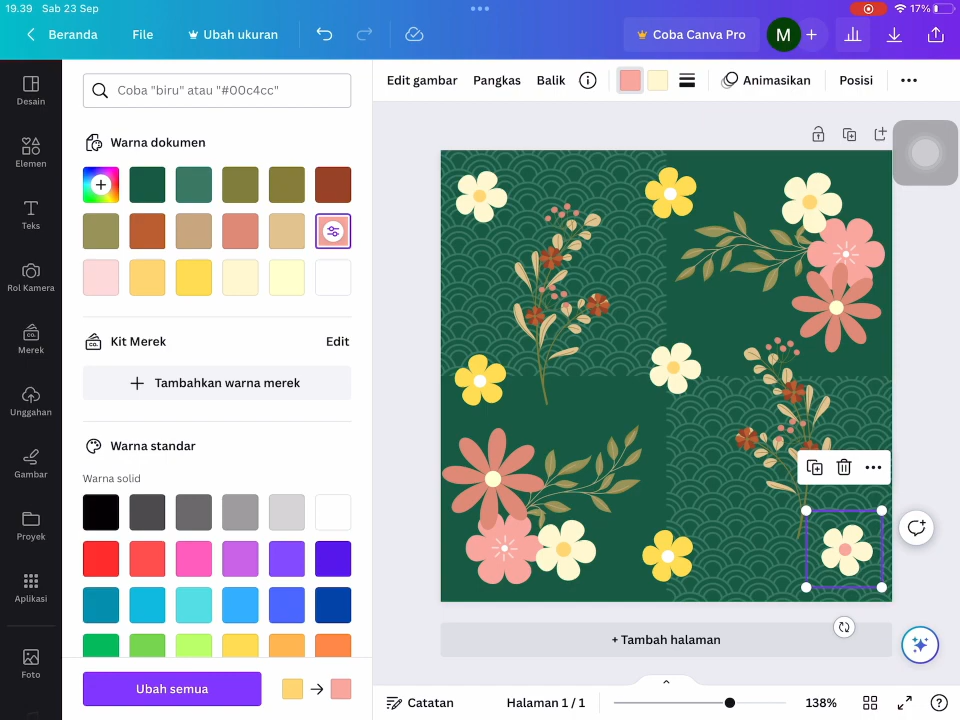 19.39 Sab 23 Sep
17%
Beranda
File
Ubah ukuran
Coba Canva Pro
M
Desain
Elemen
Teks
Rol Kamera
Merek
Unggahan
Gambar
Proyek
Aplikasi
Foto
Coba "biru" atau "#00c4cc"
Warna dokumen
Kit Merek
Edit
CO.
Tambahkan warna merek
Warna standar
Warna solid
Ubah semua
Edit gambar
Pangkas
Balik
Animasikan
Posisi
+ Tambah halaman
Catatan
Halaman 1 / 1
138%